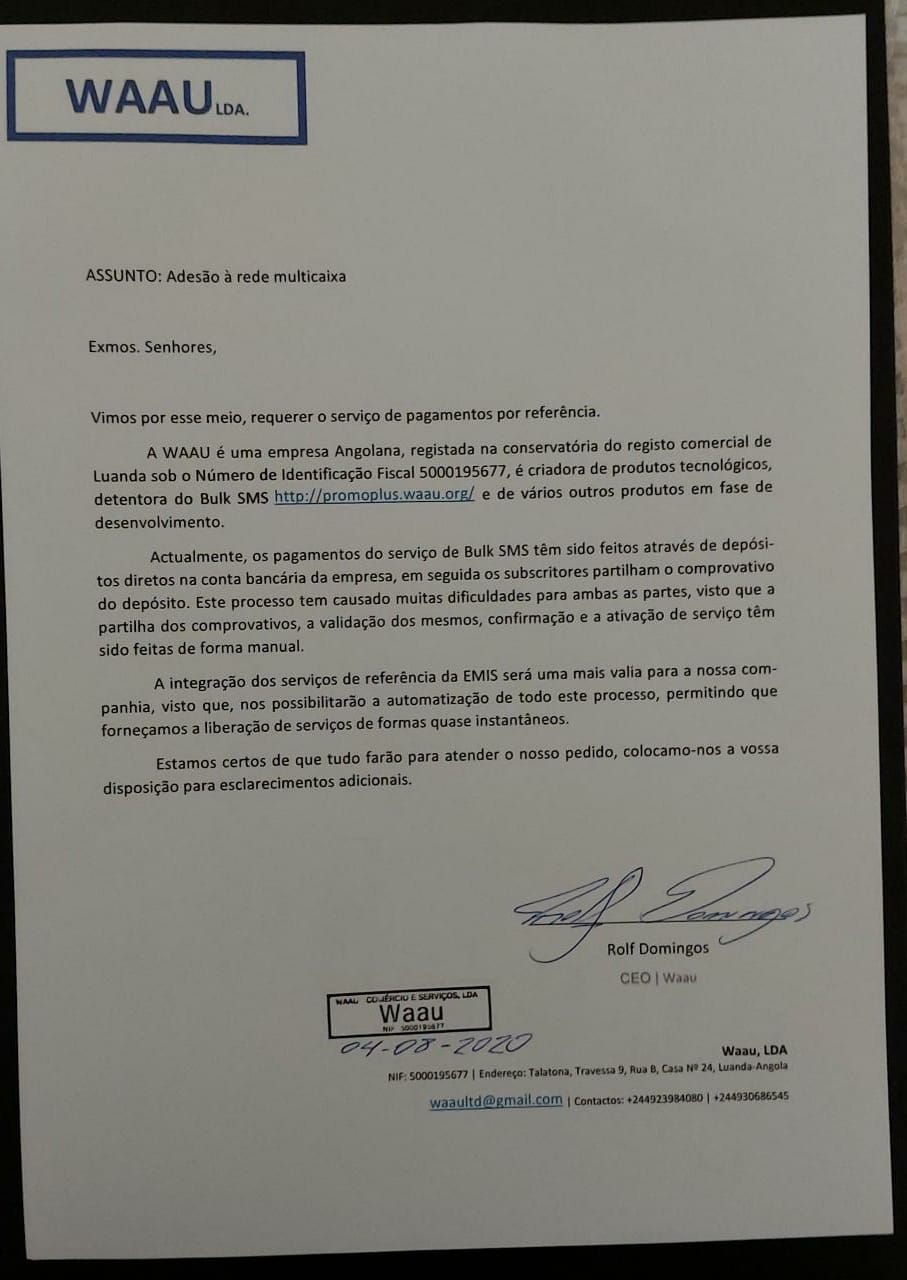 WAAU LDA.
ASSUNTO: Adesão à rede multicaixa
Exmos. Senhores,
Vimos por esse meio, requerer o serviço de pagamentos por referência.
A WAAU é uma empresa Angolana, registada na conservatória do registo comercial de
Luanda sob o Número de Identificação Fiscal 5000195677, é criadora de produtos tecnológicos,
detentora do Bulk SMS http://promoplus.waau.org/ e de vários outros produtos em fase de
desenvolvimento.
Actualmente, os pagamentos do serviço de Bulk SMS têm sido feitos através de depósi-
tos diretos na conta bancária da empresa, em seguida os subscritores partilham o comprovativo
do depósito. Este processo tem causado muitas dificuldades para ambas as partes, visto que a
partilha dos comprovativos, a validação dos mesmos, confirmação e a ativação de serviço têm
sido feitas de forma manual.
A integração dos serviços de referência da EMIS será uma mais valia para a nossa com-
panhia, visto que, nos possibilitarão a automatização de todo este processo, permitindo que
forneçamos a liberação de serviços de formas quase instantâneos.
Estamos certos de que tudo farão para atender o nosso pedido, colocamo-nos a vossa
disposição para esclarecimentos adicionais.
Rolf Domingos
Rolf Domingos
CEO | Waau
WAAU COMÉRCIO E SERVIÇOS, LDA
Waau
NIF 5000195677
04-08-2020
Waau, LDA
NIF: 5000195677 | Endereço: Talatona, Travessa 9, Rua B, Casa Nº 24, Luanda-Angola
waaultd@gmail.com | Contactos: +244923984080 | +244930686545